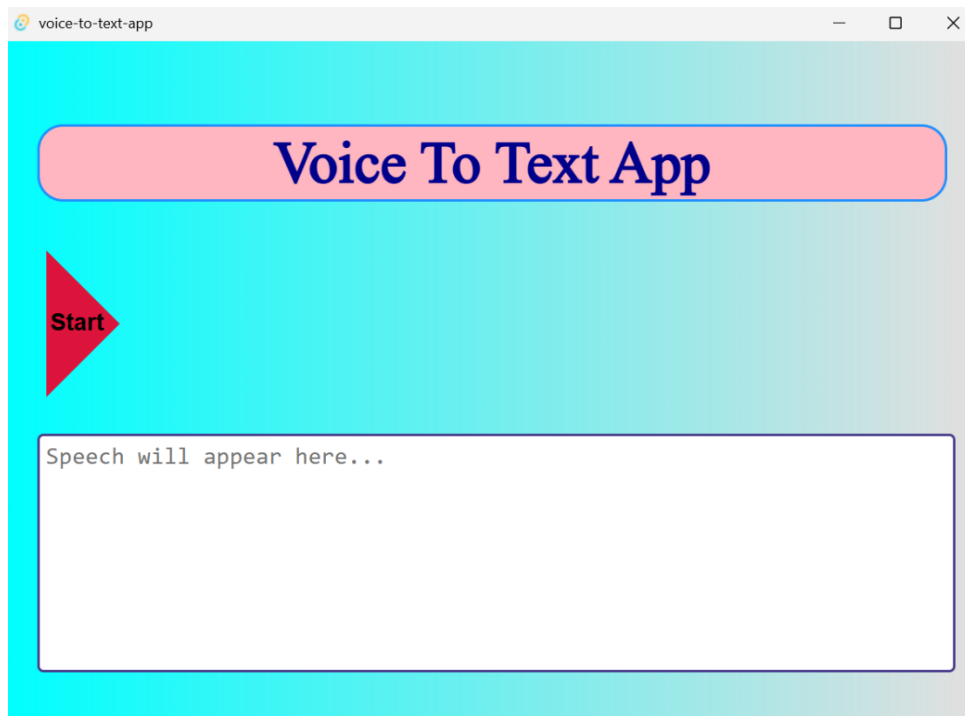 voice-to-text-app
Voice To Text App
Start
Speech will appear here...